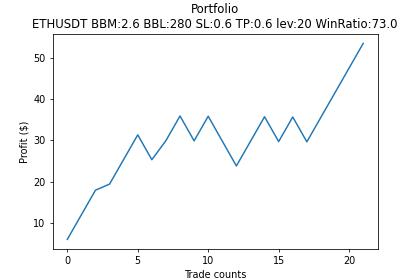 Portfolio
ETHUSDT BBM:2.6 BBL:280 SL:0.6 TP:0.6 lev:20 WinRatio:73.0
50
40
30
20
10
Profit ($)
0
5
10
15
20
Trade counts